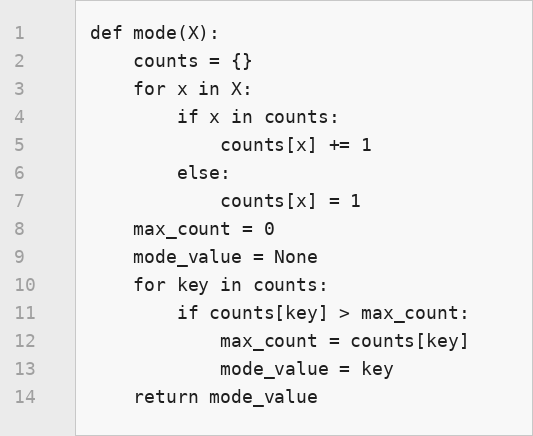 1 def mode(X):
2     counts = {}
3     for x in X:
4         if x in counts:
5             counts[x] += 1
6         else:
7             counts[x] = 1
8     max_count = 0
9     mode_value = None
10     for key in counts:
11         if counts[key] > max_count:
12             max_count = counts[key]
13             mode_value = key
14     return mode_value